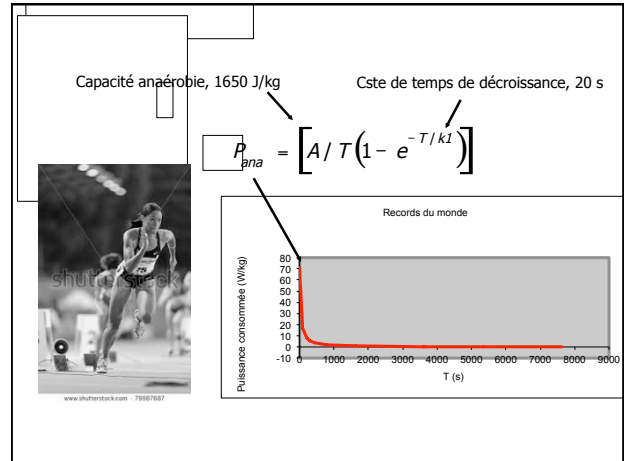 Capacité anaérobie, 1650 J/kg
Cste de temps de décroissance, 20 s
P_ana = [A / T (1 − e^(−T / k1))]
Records du monde
Puissance consommée (W/kg)
80
70
60
50
40
30
20
10
0
-10
0 1000 2000 3000 4000 5000 6000 7000 8000 9000
T (s)
shutterstock
www.shutterstock.com · 79987687